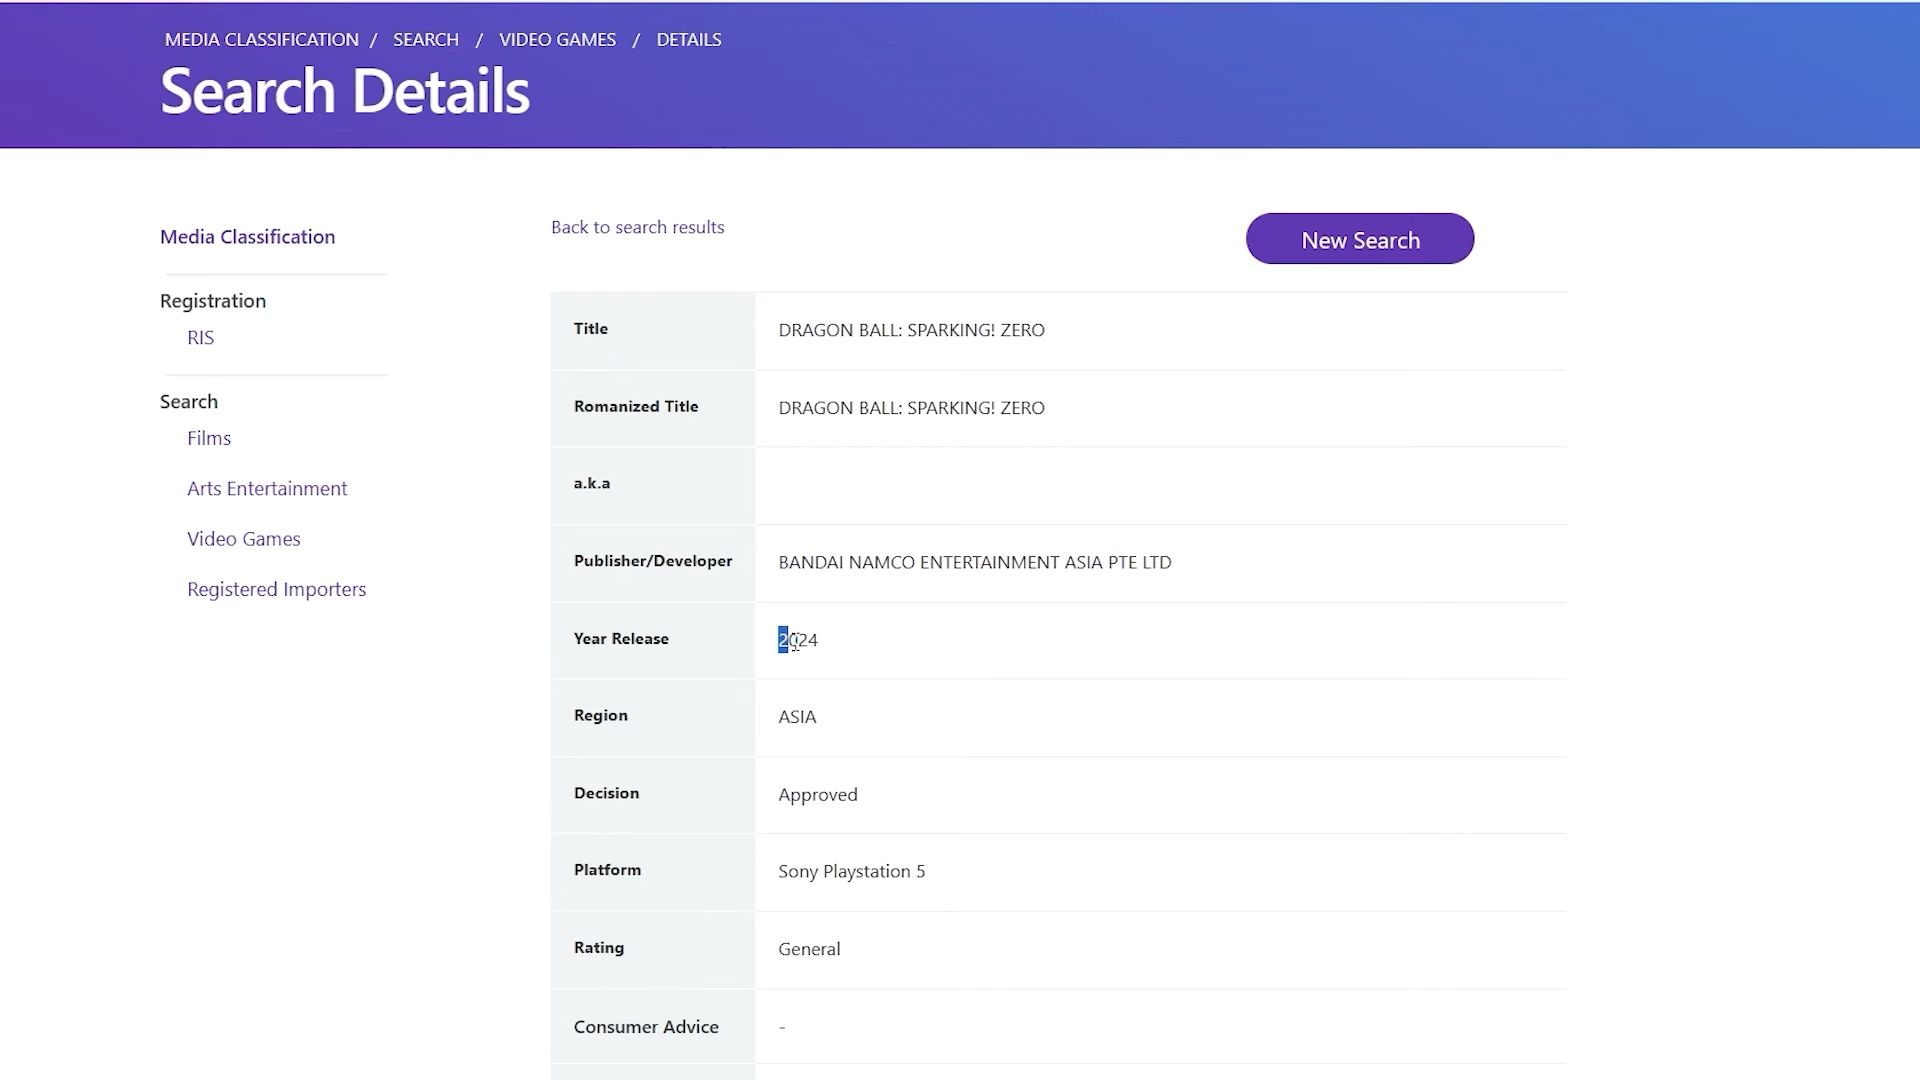 MEDIA CLASSIFICATION / SEARCH / VIDEO GAMES / DETAILS
Search Details
Media Classification
Registration
RIS
Search
Films
Arts Entertainment
Video Games
Registered Importers
Back to search results
New Search
Title DRAGON BALL: SPARKING! ZERO
Romanized Title DRAGON BALL: SPARKING! ZERO
a.k.a
Publisher/Developer BANDAI NAMCO ENTERTAINMENT ASIA PTE LTD
Year Release 2024
Region ASIA
Decision Approved
Platform Sony Playstation 5
Rating General
Consumer Advice -